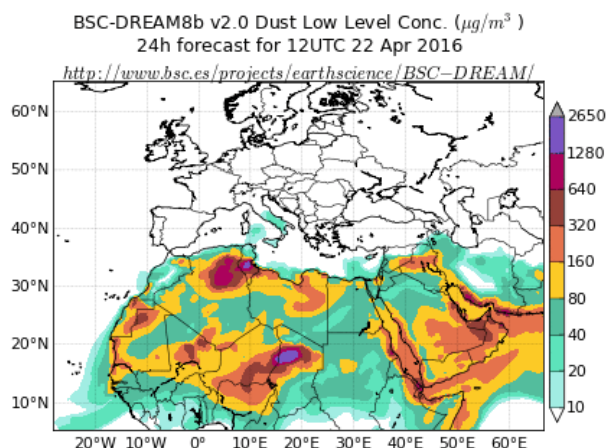 BSC-DREAM8b v2.0 Dust Low Level Conc. (µg/m³ )
24h forecast for 12UTC 22 Apr 2016
http://www.bsc.es/projects/earthscience/BSC−DREAM/
60°N
50°N
40°N
30°N
20°N
10°N
20°W 10°W 0° 10°E 20°E 30°E 40°E 50°E 60°E
2650
1280
640
320
160
80
40
20
10